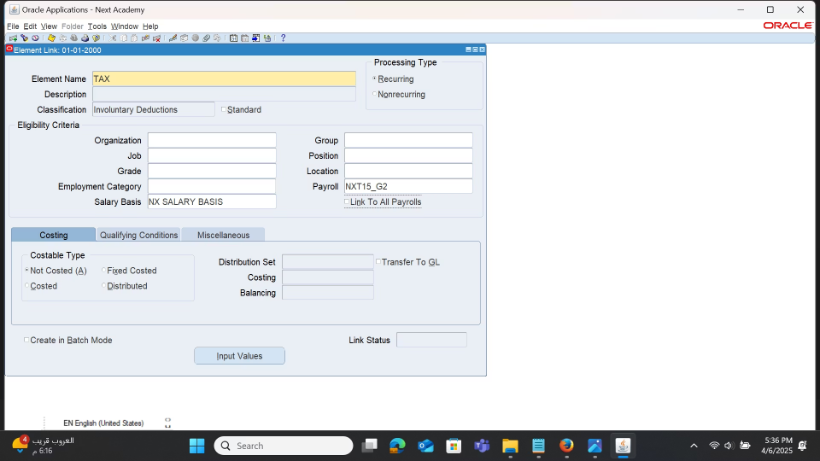 Oracle Applications - Next Academy
File Edit View Folder Tools Window Help
ORACLE
Element Link: 01-01-2000
Processing Type
Element Name TAX
Recurring
Description
Nonrecurring
Classification Involuntary Deductions Standard
Eligibility Criteria
Organization Group
Job Position
Grade Location
Employment Category Payroll NXT15_G2
Salary Basis NX SALARY BASIS Link To All Payrolls
Costing Qualifying Conditions Miscellaneous
Costable Type
Distribution Set Transfer To GL
Not Costed (A) Fixed Costed
Costing
Costed Distributed
Balancing
Create in Batch Mode Link Status
Input Values
EN English (United States)
4
الغروب قريب
6:16 م
Search
5:36 PM
4/6/2025